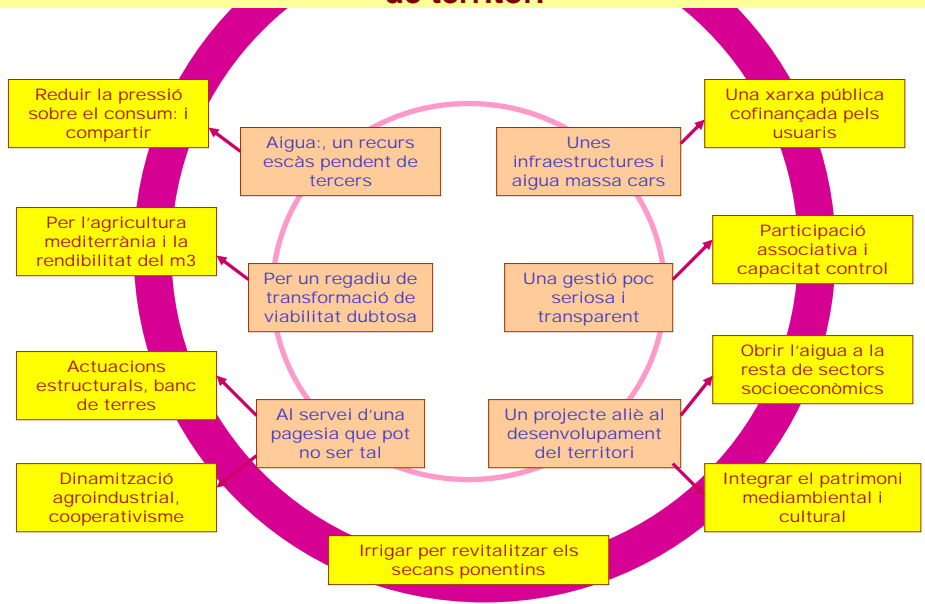 de territori
Reduir la pressió
sobre el consum: i
compartir
Aigua:, un recurs
escàs pendent de
tercers
Unes
infraestructures i
aigua massa cars
Una xarxa pública
cofinançada pels
usuaris
Per l'agricultura
mediterrània i la
rendibilitat del m3
Per un regadiu de
transformació de
viabilitat dubtosa
Una gestió poc
seriosa i
transparent
Participació
associativa i
capacitat control
Actuacions
estructurals, banc
de terres
Al servei d'una
pagesia que pot
no ser tal
Un projecte aliè al
desenvolupament
del territori
Obrir l'aigua a la
resta de sectors
socioeconòmics
Dinamització
agroindustrial,
cooperativisme
Integrar el patrimoni
mediambiental i
cultural
Irrigar per revitalitzar els
secans ponentins